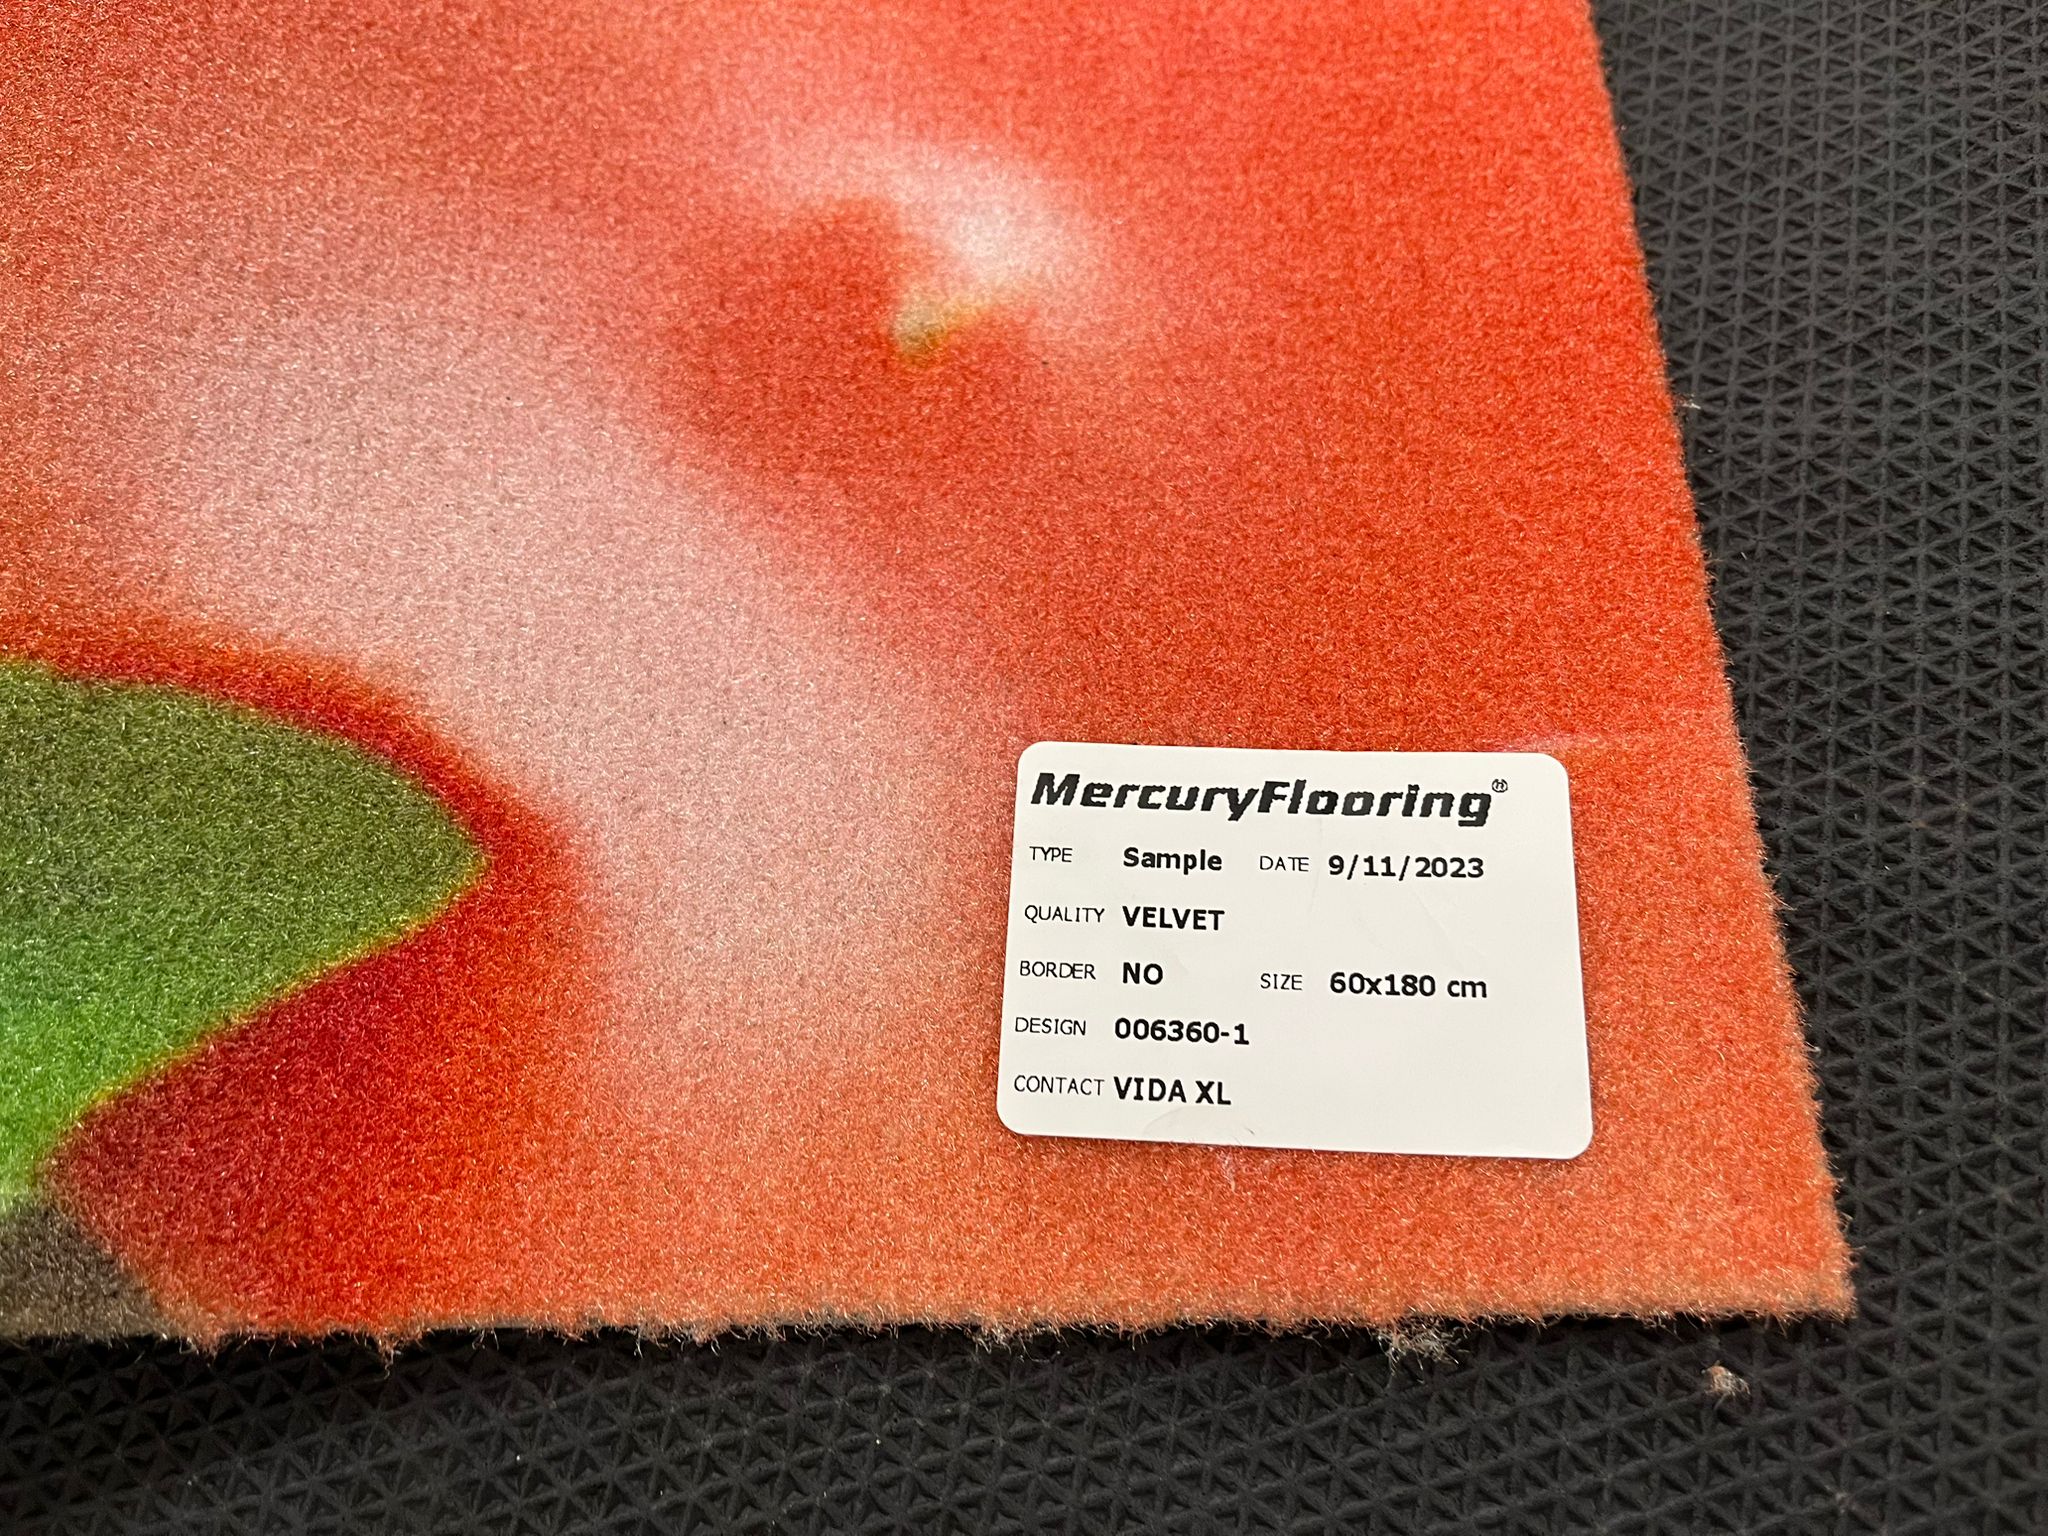 MercuryFlooring®
TYPE Sample DATE 9/11/2023
QUALITY VELVET
BORDER NO SIZE 60x180 cm
DESIGN 006360-1
CONTACT VIDA XL